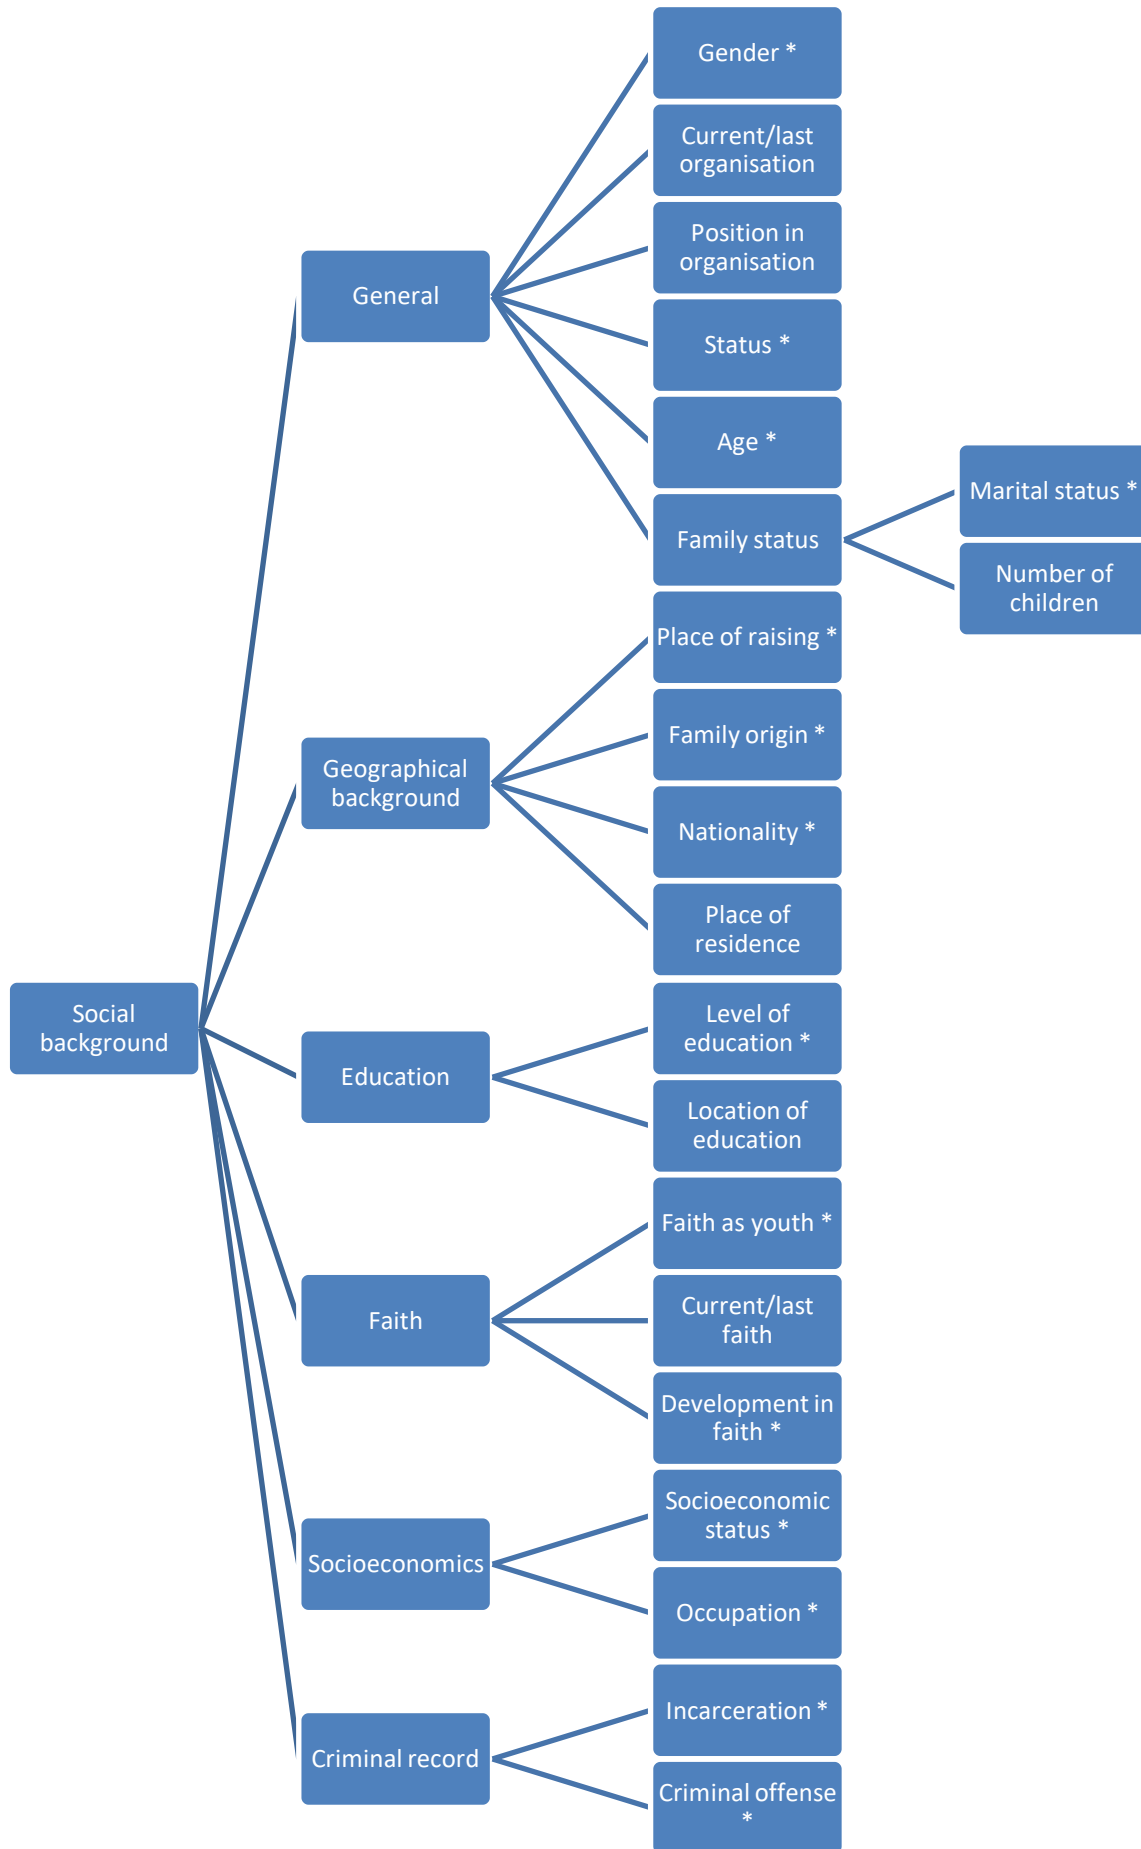 Gender *
Current/last
organisation
Position in
organisation
General
Status *
Age *
Marital status *
Family status
Number of
children
Place of raising *
Family origin *
Geographical
background
Nationality *
Place of
residence
Social
background
Level of
education *
Education
Location of
education
Faith as youth *
Faith
Current/last
faith
Development in
faith *
Socioeconomic
status *
Socioeconomics
Occupation *
Incarceration *
Criminal record
Criminal offense
*